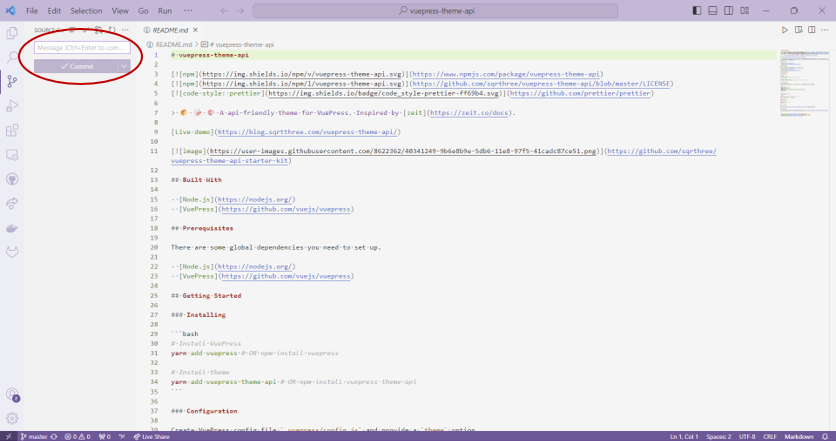 File Edit Selection View Go Run ···
vuepress-theme-api
SOURCE
Message (Ctrl+Enter to com...
Commit
README.md
README.md > # vuepress-theme-api
1 # vuepress-theme-api
2
3 [![npm](https://img.shields.io/npm/v/vuepress-theme-api.svg)](https://www.npmjs.com/package/vuepress-theme-api)
4 [![npm](https://img.shields.io/npm/l/vuepress-theme-api.svg)](https://github.com/sqrthree/vuepress-theme-api/blob/master/LICENSE)
5 [![code-style: prettier](https://img.shields.io/badge/code_style-prettier-ff69b4.svg)](https://github.com/prettier/prettier)
6
7 > A api-friendly theme for VuePress. Inspired by [zeit](https://zeit.co/docs).
8
9 [Live-demo](https://blog.sqrtthree.com/vuepress-theme-api/)
10
11 [![image](https://user-images.githubusercontent.com/8622362/40341249-9b6e8b9e-5db6-11e8-97f5-41cadc87ce51.png)](https://github.com/sqrthree/
vuepress-theme-api-starter-kit)
12
13 ## Built With
14
15 - [Node.js](https://nodejs.org/)
16 - [VuePress](https://github.com/vuejs/vuepress)
17
18 ## Prerequisites
19
20 There are some global dependencies you need to set up.
21
22 - [Node.js](https://nodejs.org/)
23 - [VuePress](https://github.com/vuejs/vuepress)
24
25 ## Getting Started
26
27 ### Installing
28
29 ```bash
30 # Install VuePress
31 yarn add vuepress # OR npm install vuepress
32
33 # Install theme
34 yarn add vuepress-theme-api # OR npm install vuepress-theme-api
35 ```
36
37 ### Configuration
38
39 Create VuePress config file `.vuepress/config.js` and provide a `theme` option
master 0 0 0 Live Share Ln 1, Col 1 Spaces: 2 UTF-8 CRLF Markdown